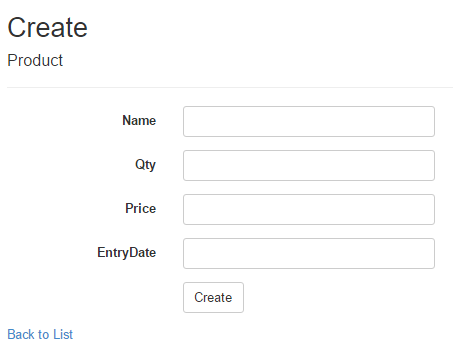 Create
Product
Name
Qty
Price
EntryDate
Create
Back to List